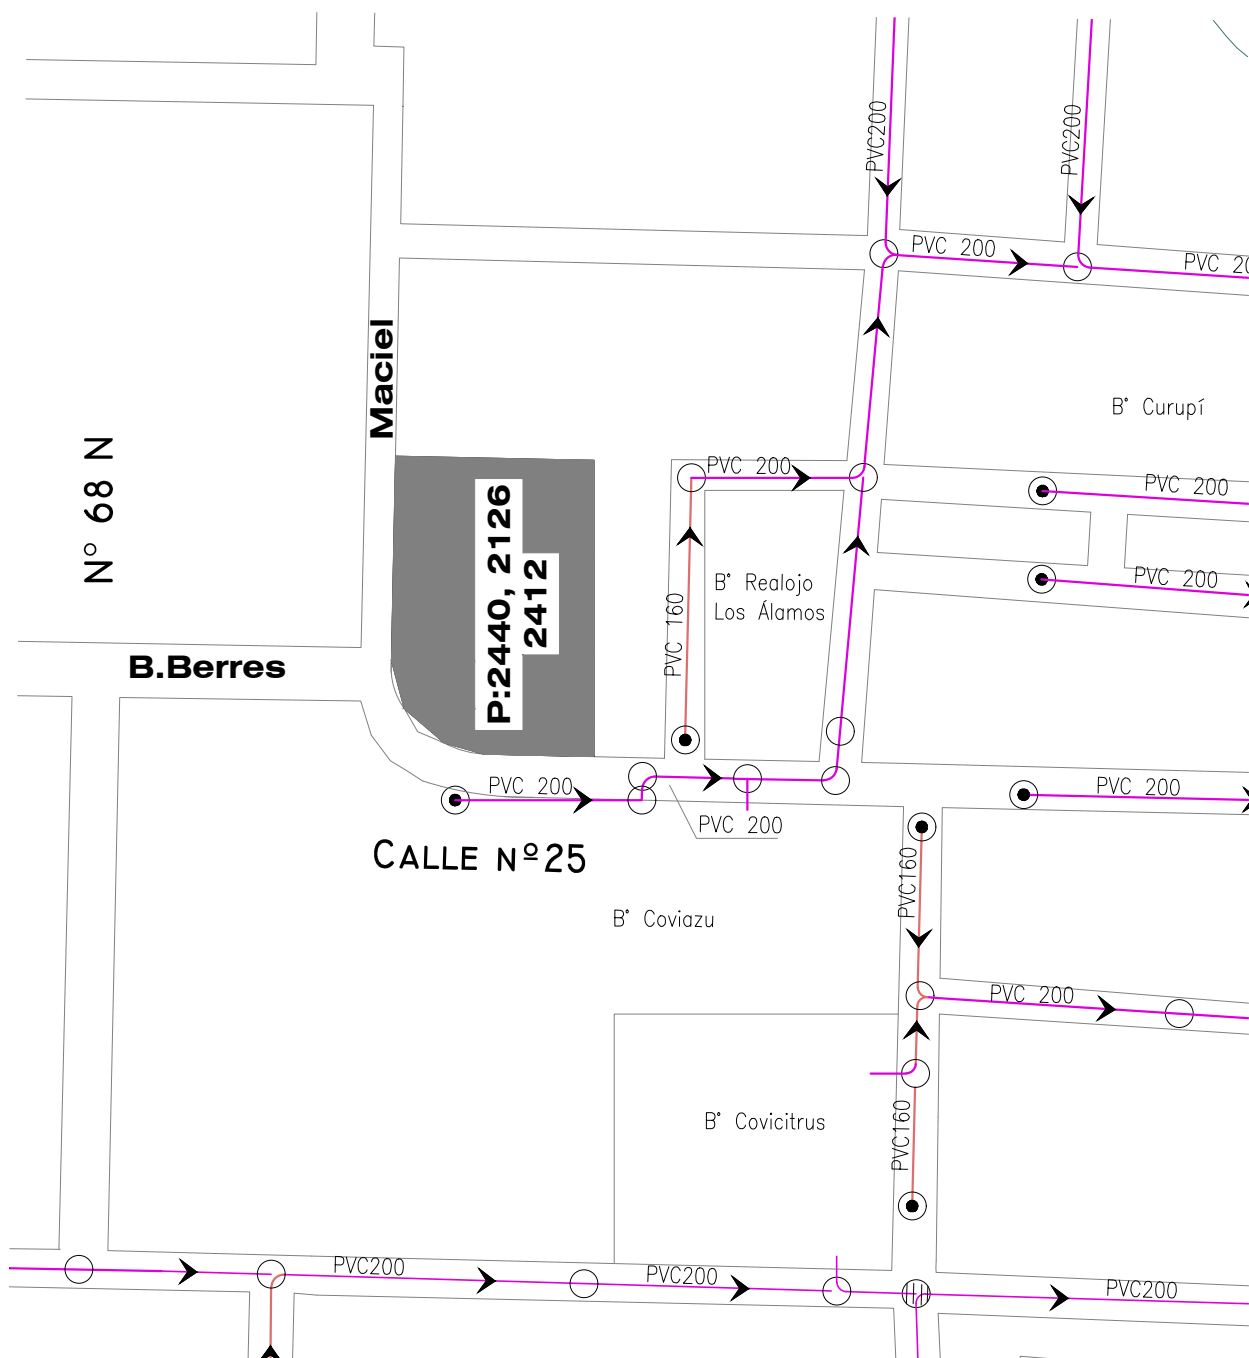 PVC200
PVC200
PVC 200
PVC 20
Maciel
B° Curupí
N° 68 N
PVC 200
PVC 200
P:2440, 2126
2412
B° Realojo
Los Álamos
PVC 160
PVC 200
B.Berres
PVC 200
PVC 200
PVC 200
CALLE Nº25
PVC160
B° Coviazu
PVC 200
B° Covicitrus
PVC160
PVC200
PVC200
PVC200